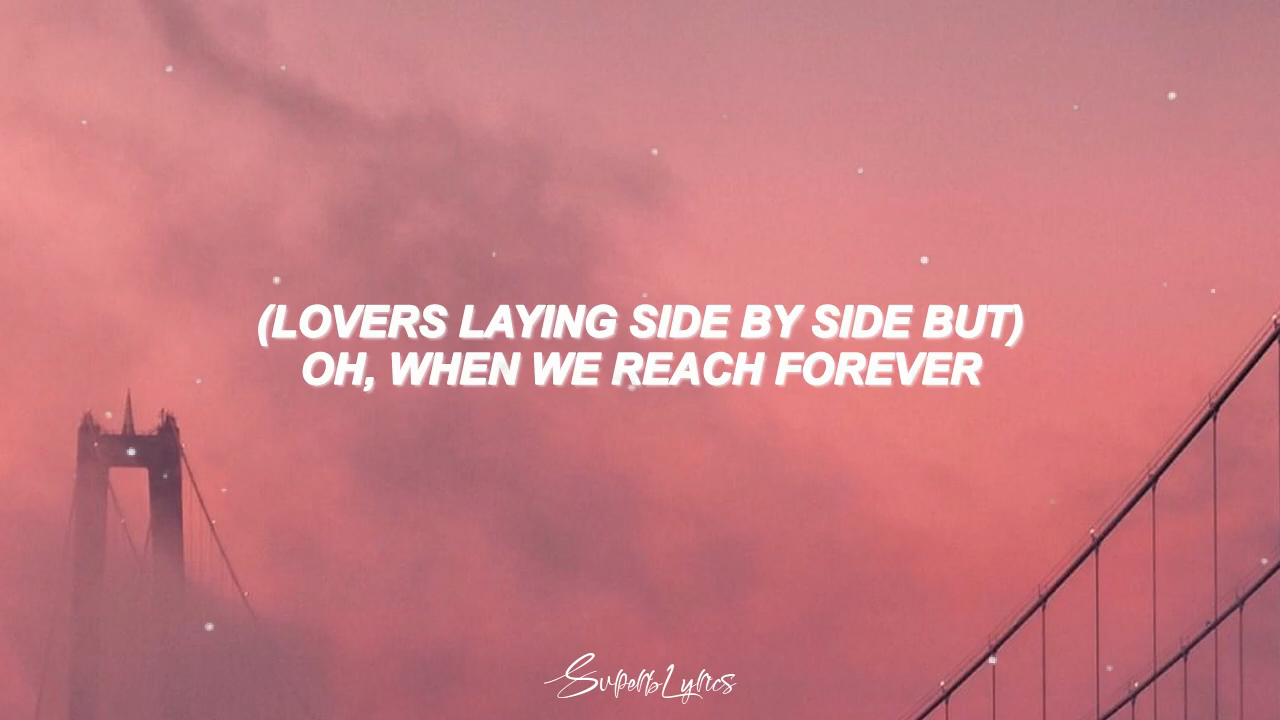 (LOVERS LAYING SIDE BY SIDE BUT)
OH, WHEN WE REACH FOREVER
SuperbLyrics